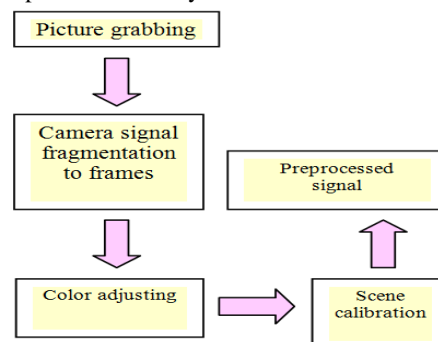 Picture grabbing
Camera signal
fragmentation
to frames
Preprocessed
signal
Color adjusting
Scene
calibration